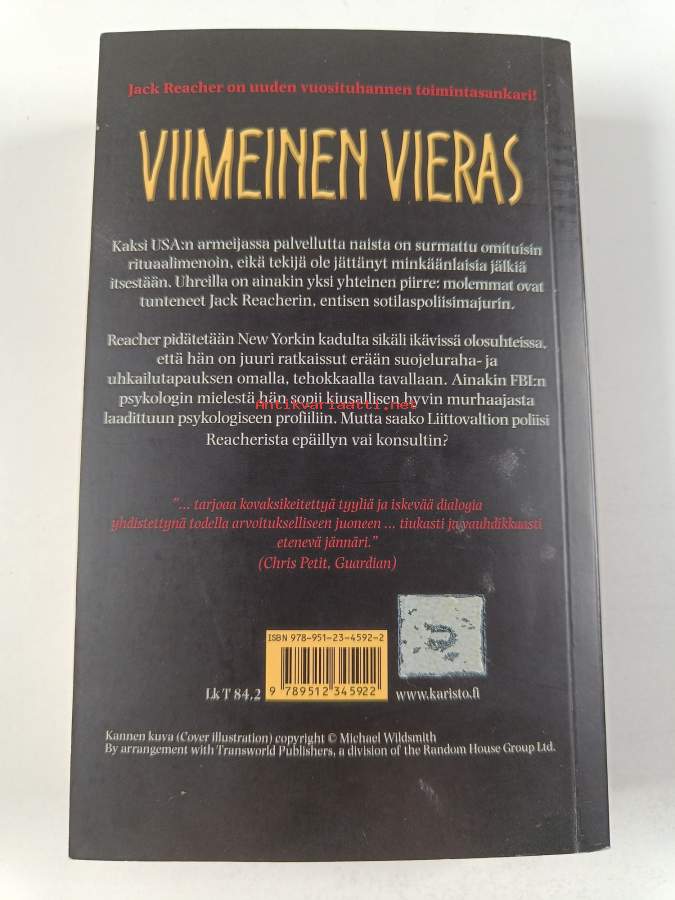 Jack Reacher on uuden vuosituhannen toimintasankari!
VIIMEINEN VIERAS
Kaksi USA:n armeijassa palvellutta naista on surmattu omituisin
rituaalimenoin, eikä tekijä ole jättänyt minkäänlaisia jälkiä
itsestään. Uhreilla on ainakin yksi yhteinen piirre: molemmat ovat
tunteneet Jack Reacherin, entisen sotilaspoliisimajurin.
Reacher pidätetään New Yorkin kadulta sikäli ikävissä olosuhteissa,
että hän on juuri ratkaissut erään suojeluraha- ja
uhkailutapauksen omalla, tehokkaalla tavallaan. Ainakin FBI:n
psykologin mielestä hän sopii kiusallisen hyvin murhaajasta
Antikvariaatti.net
laadittuun psykologiseen profiiliin. Mutta saako Liittovaltion poliisi
Reacherista epäillyn vai konsultin?
"... tarjoaa kovaksikeitettyä tyyliä ja iskevää dialogia
yhdistettynä todella arvoitukselliseen juoneen ... tiukasti ja vauhdikkaasti
etenevä jännäri."
(Chris Petit, Guardian)
ISBN 978-951-23-4592-2
9 789512 345922
Lk T 84.2
www.karisto.fi
Kannen kuva (Cover illustration) copyright © Michael Wildsmith
By arrangement with Transworld Publishers, a division of the Random House Group Ltd.